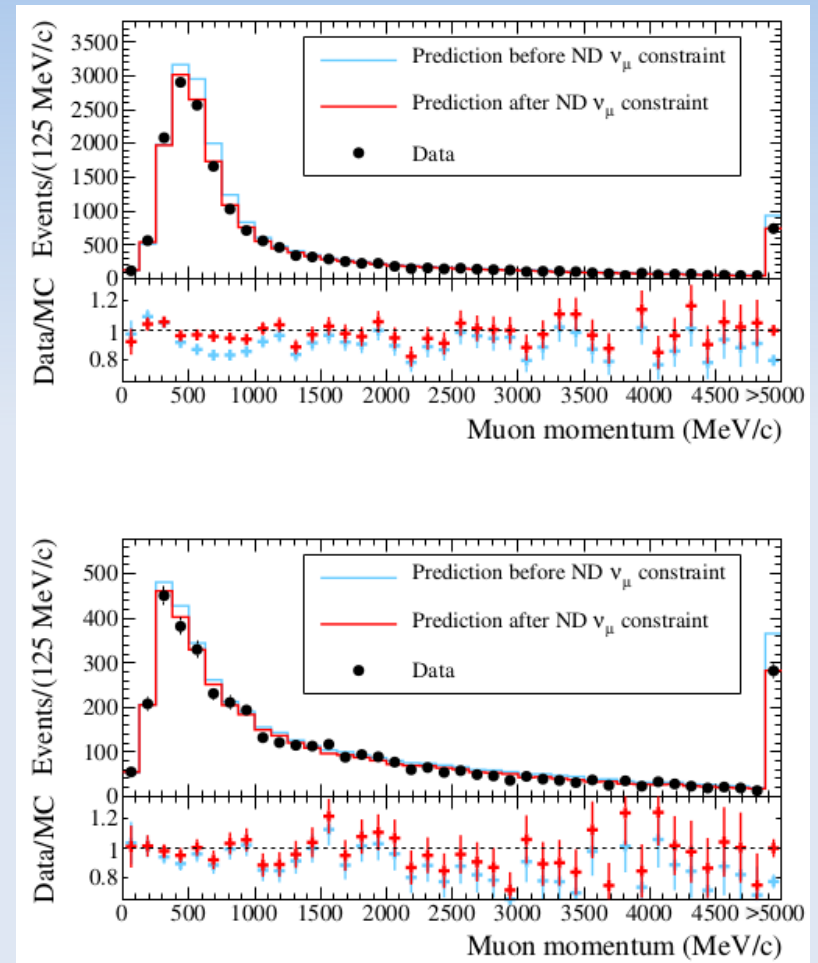 3500
3000
2500
2000
1500
1000
500
0
Events/(125 MeV/c)
Prediction before ND νμ constraint
Prediction after ND νμ constraint
Data
1.2
1
0.8
Data/MC
0 500 1000 1500 2000 2500 3000 3500 4000 4500 >5000
Muon momentum (MeV/c)
500
400
300
200
100
0
Events/(125 MeV/c)
Prediction before ND νμ constraint
Prediction after ND νμ constraint
Data
1.2
1
0.8
Data/MC
0 500 1000 1500 2000 2500 3000 3500 4000 4500 >5000
Muon momentum (MeV/c)